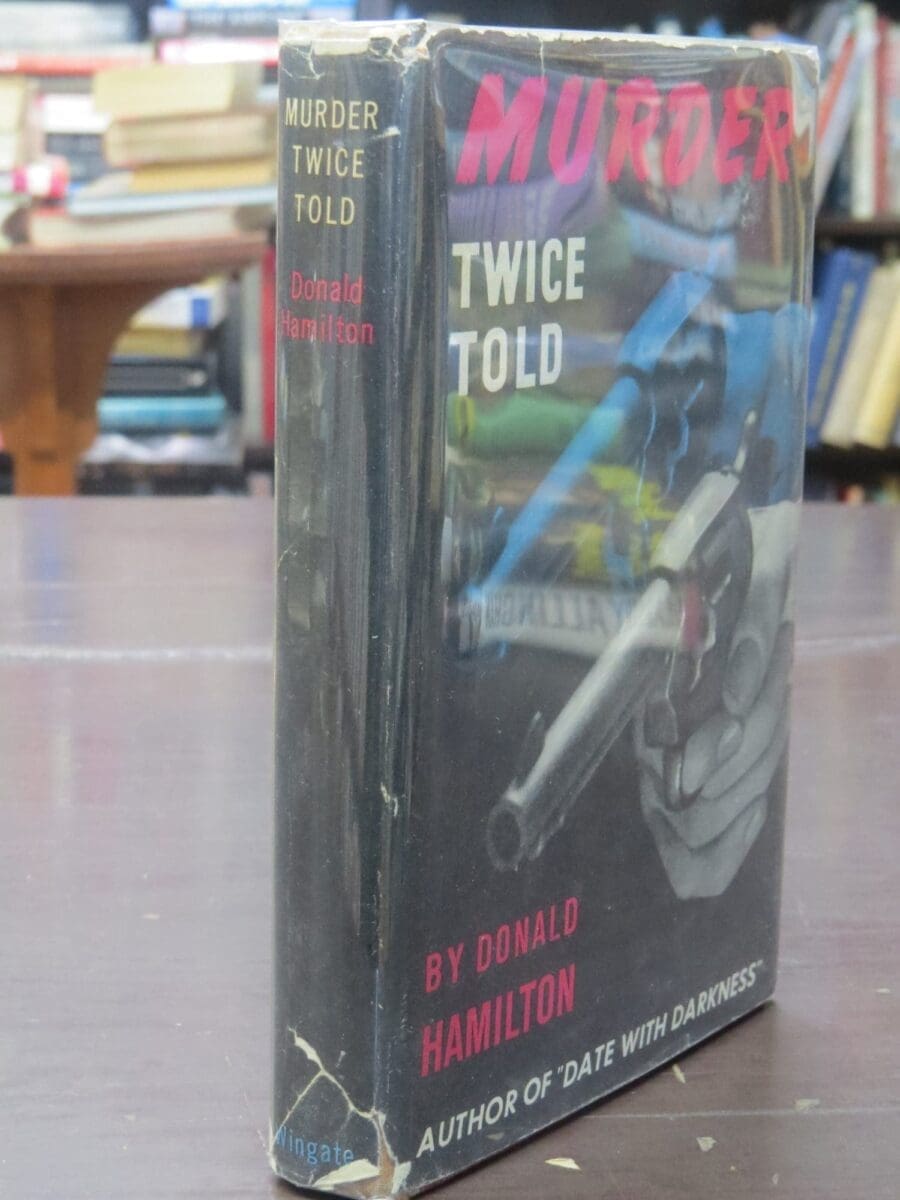 MURDER
TWICE
TOLD
Donald
Hamilton
Wingate
MURDER
TWICE
TOLD
BY DONALD
HAMILTON
AUTHOR OF "DATE WITH DARKNESS"